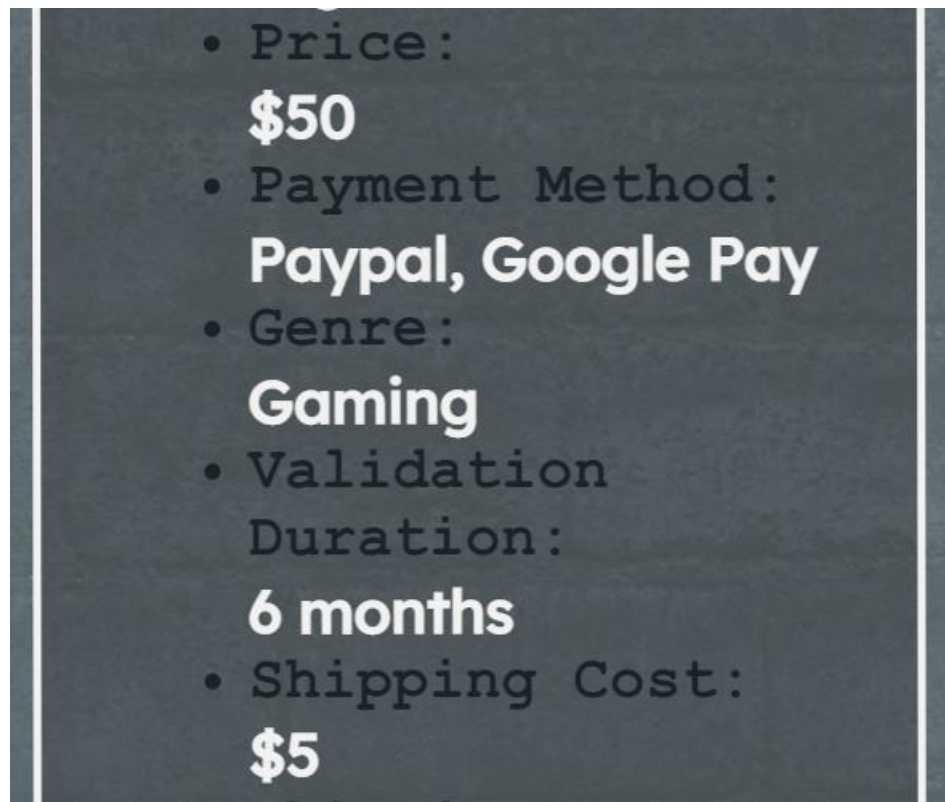 • Price:
$50
• Payment Method:
Paypal, Google Pay
• Genre:
Gaming
• Validation
Duration:
6 months
• Shipping Cost:
$5